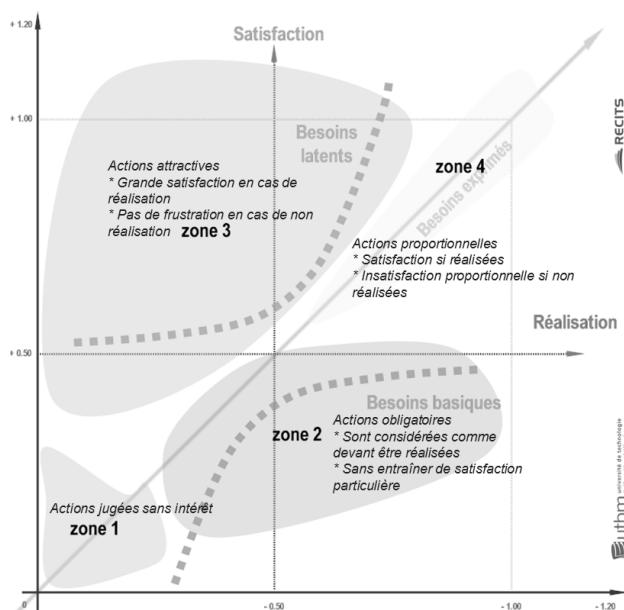 + 1.20
Satisfaction
+ 1.00
RECITS
Besoins
latents
zone 4
Besoins exprimés
Actions attractives
* Grande satisfaction en cas de
réalisation
* Pas de frustration en cas de non
réalisation zone 3
Actions proportionnelles
* Satisfaction si réalisées
* Insatisfaction proportionnelle si non
réalisées
Réalisation
+ 0.50
Besoins basiques
Actions obligatoires
zone 2
* Sont considérées comme
devant être réalisées
* Sans entraîner de satisfaction
particulière
Actions jugées sans intérêt
zone 1
utbm
université de technologie
0
- 0.50
- 1.00
- 1.20